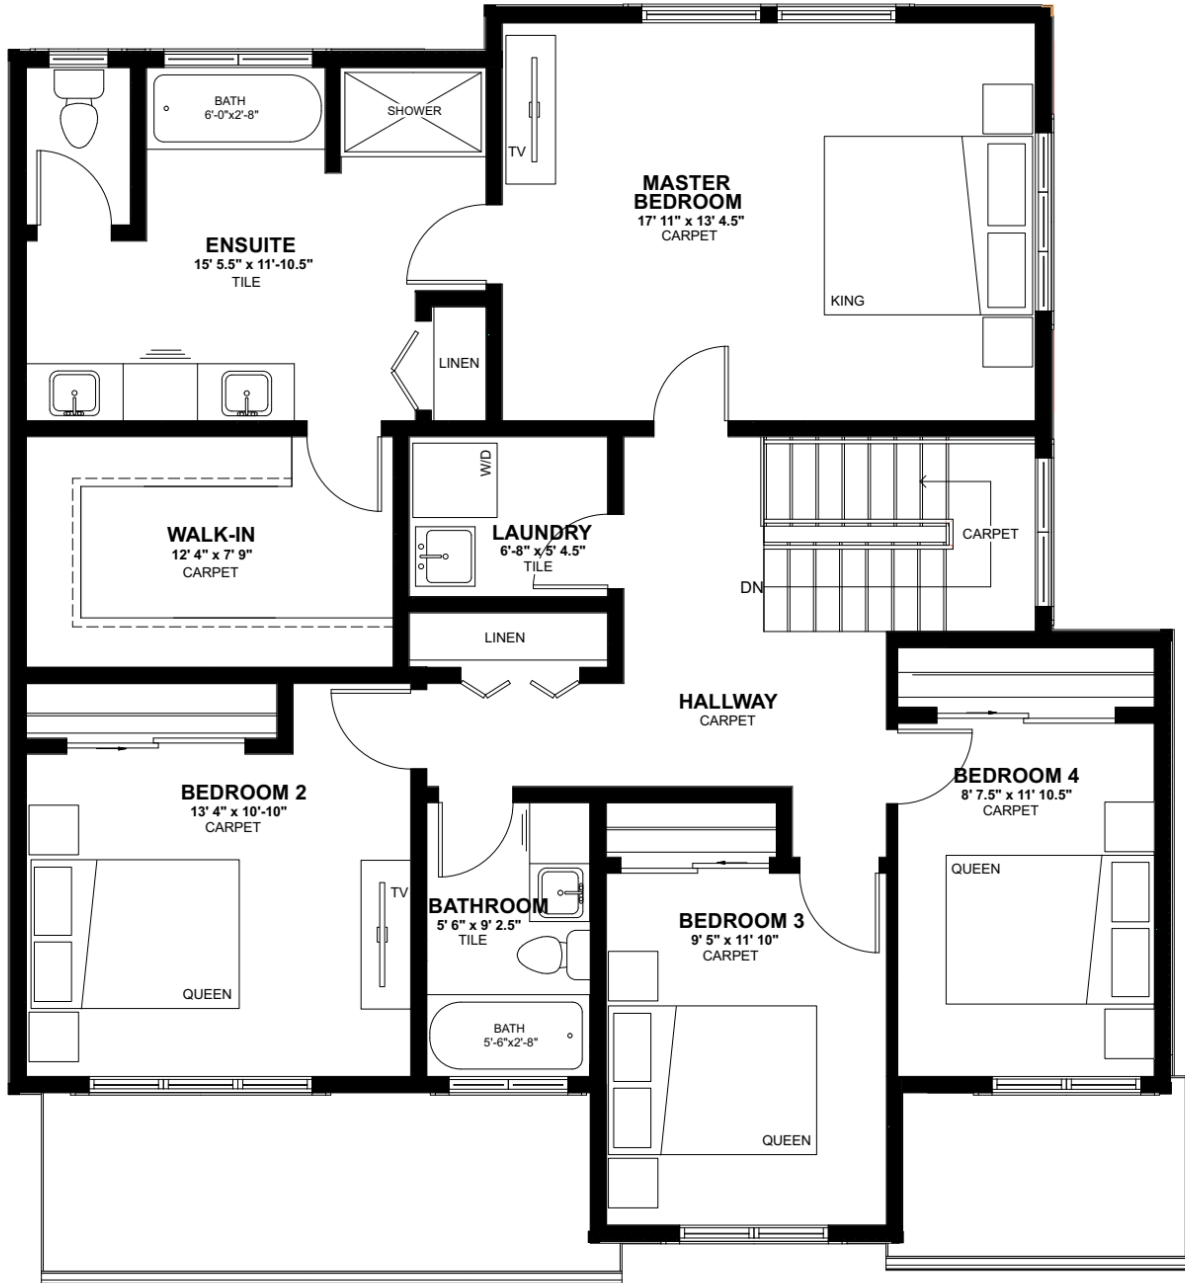 BATH
6'-0"x2'-8"
SHOWER
TV
MASTER
BEDROOM
17' 11" x 13' 4.5"
CARPET
KING
ENSUITE
15' 5.5" x 11'-10.5"
TILE
LINEN
W/D
LAUNDRY
6'-8" x 5' 4.5"
TILE
WALK-IN
12' 4" x 7' 9"
CARPET
CARPET
DN
LINEN
HALLWAY
CARPET
BEDROOM 2
13' 4" x 10'-10"
CARPET
TV
QUEEN
BATHROOM
5' 6" x 9' 2.5"
TILE
BATH
5'-6"x2'-8"
BEDROOM 3
9' 5" x 11' 10"
CARPET
QUEEN
BEDROOM 4
8' 7.5" x 11' 10.5"
CARPET
QUEEN